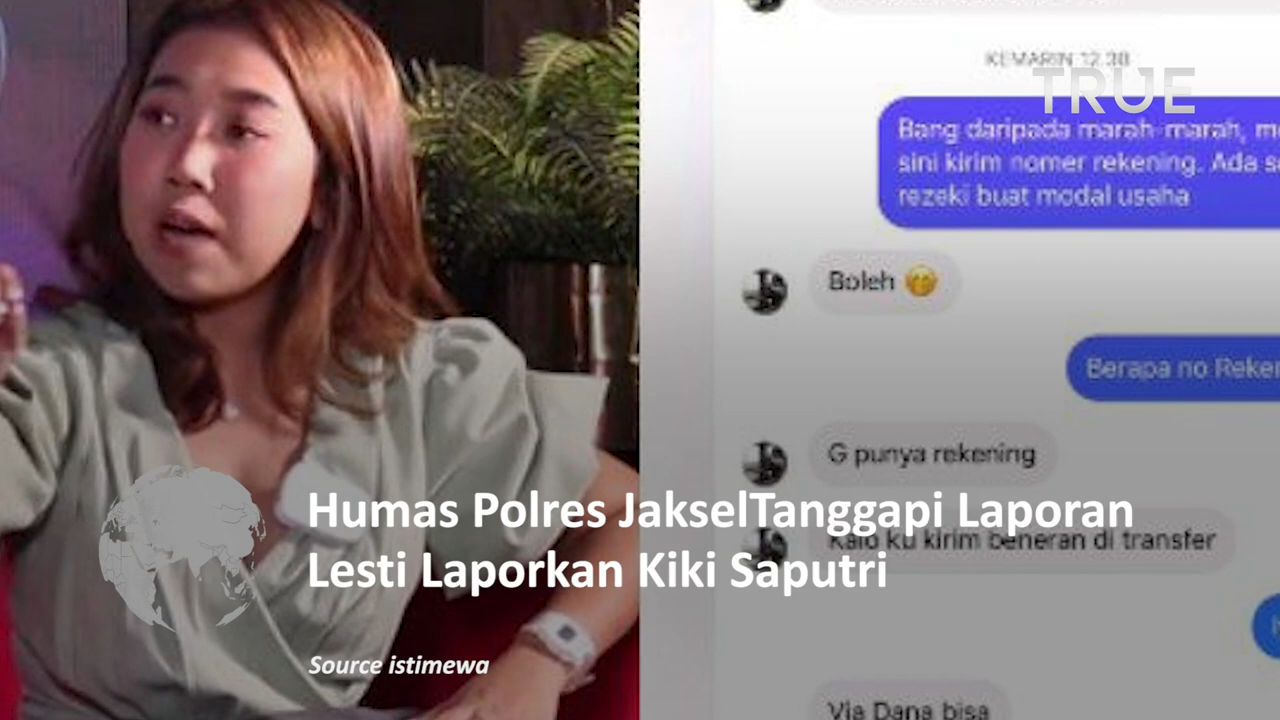 KEMARIN 12.38
TRUE
Bang daripada marah-marah,
sini kirim nomer rekening. Ada
rezeki buat modal usaha
Boleh 🤭
Berapa no
G punya rekening
Humas Polres JakselTanggapi Laporan
Kalo ku kirim beneran di transfer
Lesti Laporkan Kiki Saputri
Source istimewa
Via Dana bisa